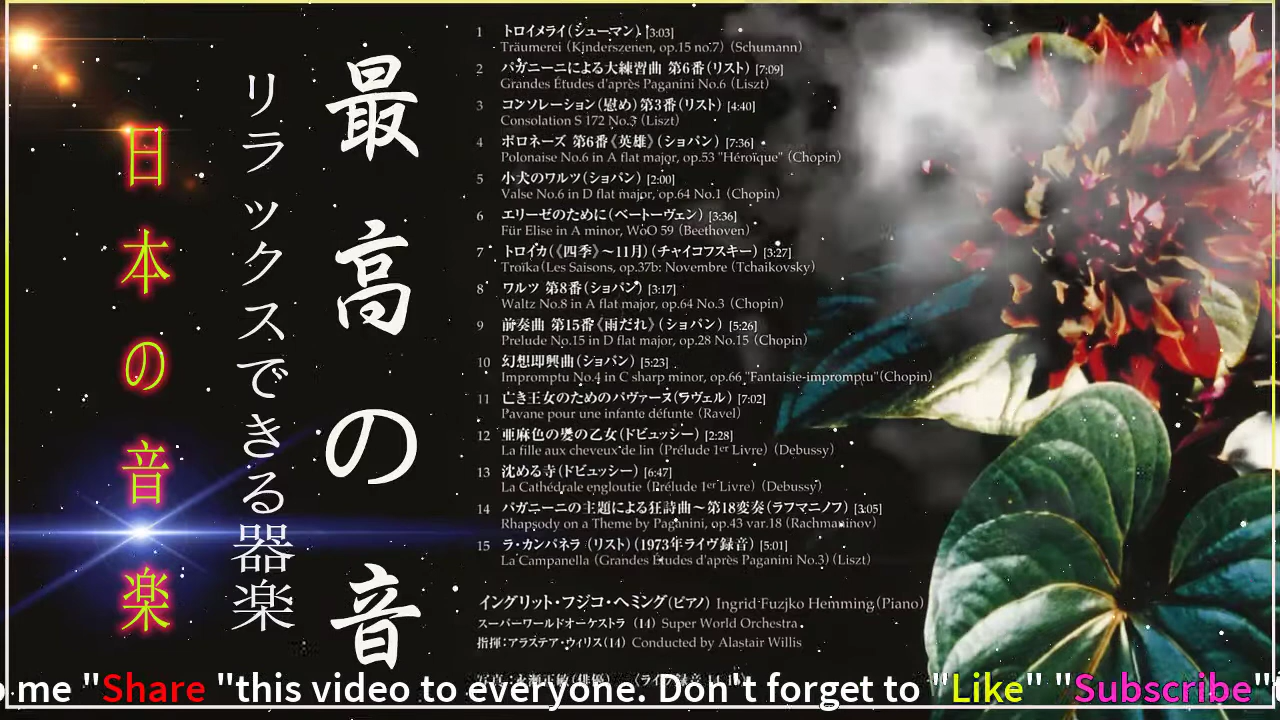 最高の音
リラックスできる器楽
日本の音楽
1 トロイメライ（シューマン） [3:03]
Träumerei (Kinderszenen, op.15 no.7) (Schumann)
2 パガニーニによる大練習曲 第6番（リスト） [7:09]
Grandes Études d'après Paganini No.6 (Liszt)
3 コンソレーション（慰め）第3番（リスト） [4:40]
Consolation S 172 No.3 (Liszt)
4 ポロネーズ 第6番《英雄》（ショパン） [7:36]
Polonaise No.6 in A flat major, op.53 "Héroïque" (Chopin)
5 小犬のワルツ（ショパン） [2:00]
Valse No.6 in D flat major, op.64 No.1 (Chopin)
6 エリーゼのために（ベートーヴェン） [3:36]
Für Elise in A minor, WoO 59 (Beethoven)
7 トロイカ（《四季》～11月）（チャイコフスキー） [3:27]
Troïka (Les Saisons, op.37b: Novembre (Tchaikovsky)
8 ワルツ 第8番（ショパン） [3:17]
Waltz No.8 in A flat major, op.64 No.3 (Chopin)
9 前奏曲 第15番《雨だれ》（ショパン） [5:26]
Prelude No.15 in D flat major, op.28 No.15 (Chopin)
10 幻想即興曲（ショパン） [5:23]
Impromptu No.4 in C sharp minor, op.66 "Fantaisie-impromptu" (Chopin)
11 亡き王女のためのパヴァーヌ（ラヴェル） [7:02]
Pavane pour une infante défunte (Ravel)
12 亜麻色の髪の乙女（ドビュッシー） [2:28]
La fille aux cheveux de lin (Prélude 1er Livre) (Debussy)
13 沈める寺（ドビュッシー） [6:47]
La Cathédrale engloutie (Prélude 1er Livre) (Debussy)
14 パガニーニの主題による狂詩曲～第18変奏（ラフマニノフ） [3:05]
Rhapsody on a Theme by Paganini, op.43 var.18 (Rachmaninov)
15 ラ・カンパネラ （リスト）（1973年ライヴ録音） [5:01]
La Campanella (Grandes Études d'après Paganini No.3) (Liszt)
イングリット・フジコ・ヘミング（ピアノ） Ingrid Fuzjko Hemming (Piano)
スーパーワールドオーケストラ （14） Super World Orchestra
指揮：アラステア・ウィリス（14） Conducted by Alastair Willis
me "Share "this video to everyone. Don't forget to "Like" "Subscribe"